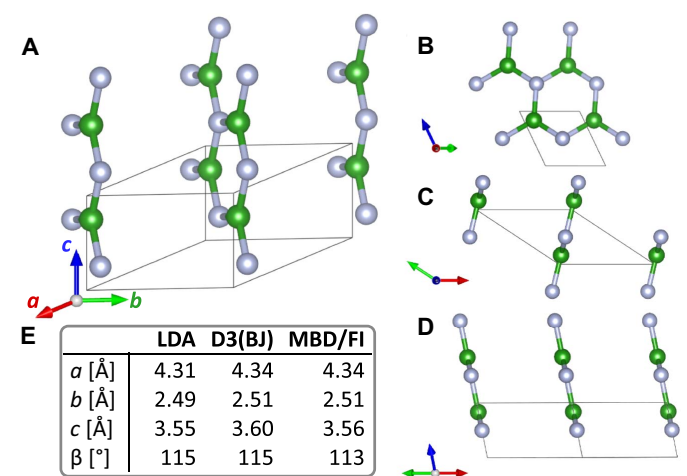 A
B
C
c
a
b
D
E
LDA D3(BJ) MBD/FI
a [Å] 4.31 4.34 4.34
b [Å] 2.49 2.51 2.51
c [Å] 3.55 3.60 3.56
β [°] 115 115 113